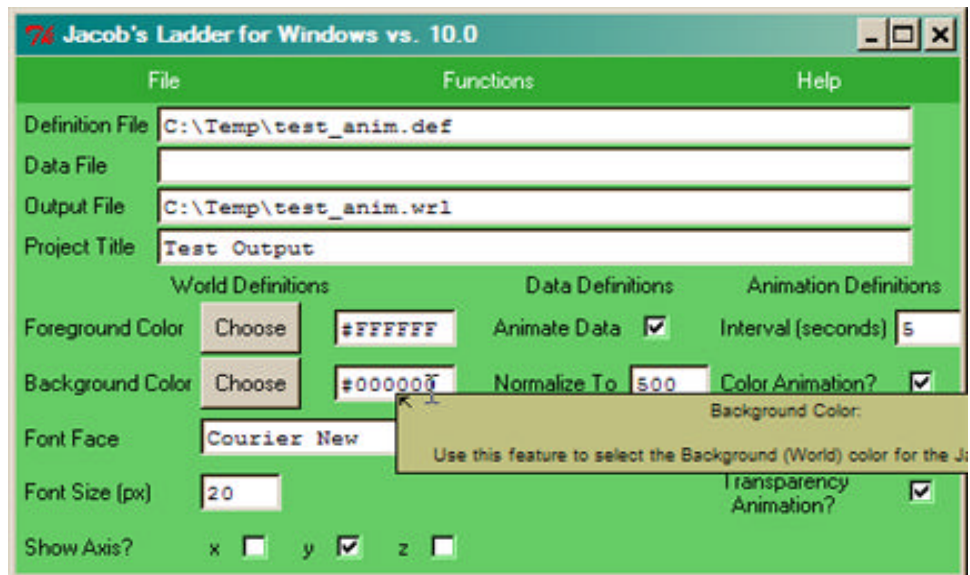 Jacob's Ladder for Windows vs. 10.0
File Functions Help
Definition File C:\Temp\test_anim.def
Data File
Output File C:\Temp\test_anim.wrl
Project Title Test Output
World Definitions Data Definitions Animation Definitions
Foreground Color Choose #FFFFFF Animate Data Interval (seconds) 5
Background Color Choose #000000 Normalize To 500 Color Animation?
Background Color:
Font Face Courier New
Use this feature to select the Background (World) color for the
Font Size (px) 20 Transparency
Animation?
Show Axis? x y z